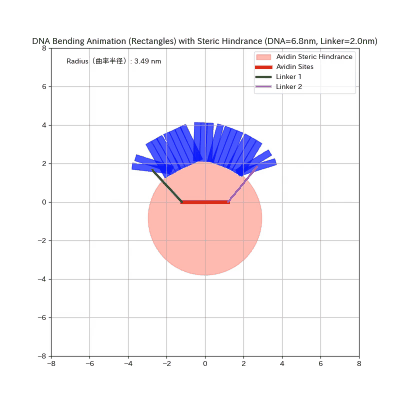 DNA Bending Animation (Rectangles) with Steric Hindrance (DNA=6.8nm, Linker=2.0nm)
Radius（曲率半径）: 3.49 nm
Avidin Steric Hindrance
Avidin Sites
Linker 1
Linker 2
8
6
4
2
0
−2
−4
−6
−8
−8 −6 −4 −2 0 2 4 6 8